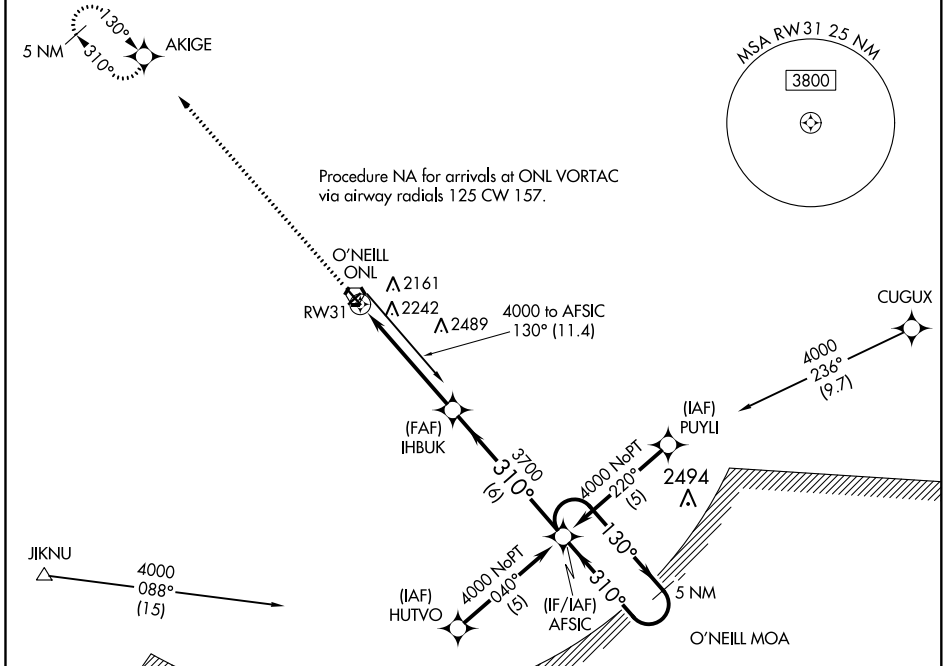 130°
5 NM
310°
AKIGE
MSA RW31 25 NM
3800
Procedure NA for arrivals at ONL VORTAC
via airway radials 125 CW 157.
O'NEILL
ONL
2161
RW31
2242
2489
4000 to AFSIC
130° (11.4)
CUGUX
4000
236°
(9.7)
(IAF)
PUYLI
(FAF)
IHBUK
3700
310°
(6)
4000 NoPT
220°
(5)
2494
130°
JIKNU
4000
088°
(15)
4000 NoPT
040°
(5)
(IAF)
HUTVO
(IF/IAF)
AFSIC
310°
5 NM
O'NEILL MOA